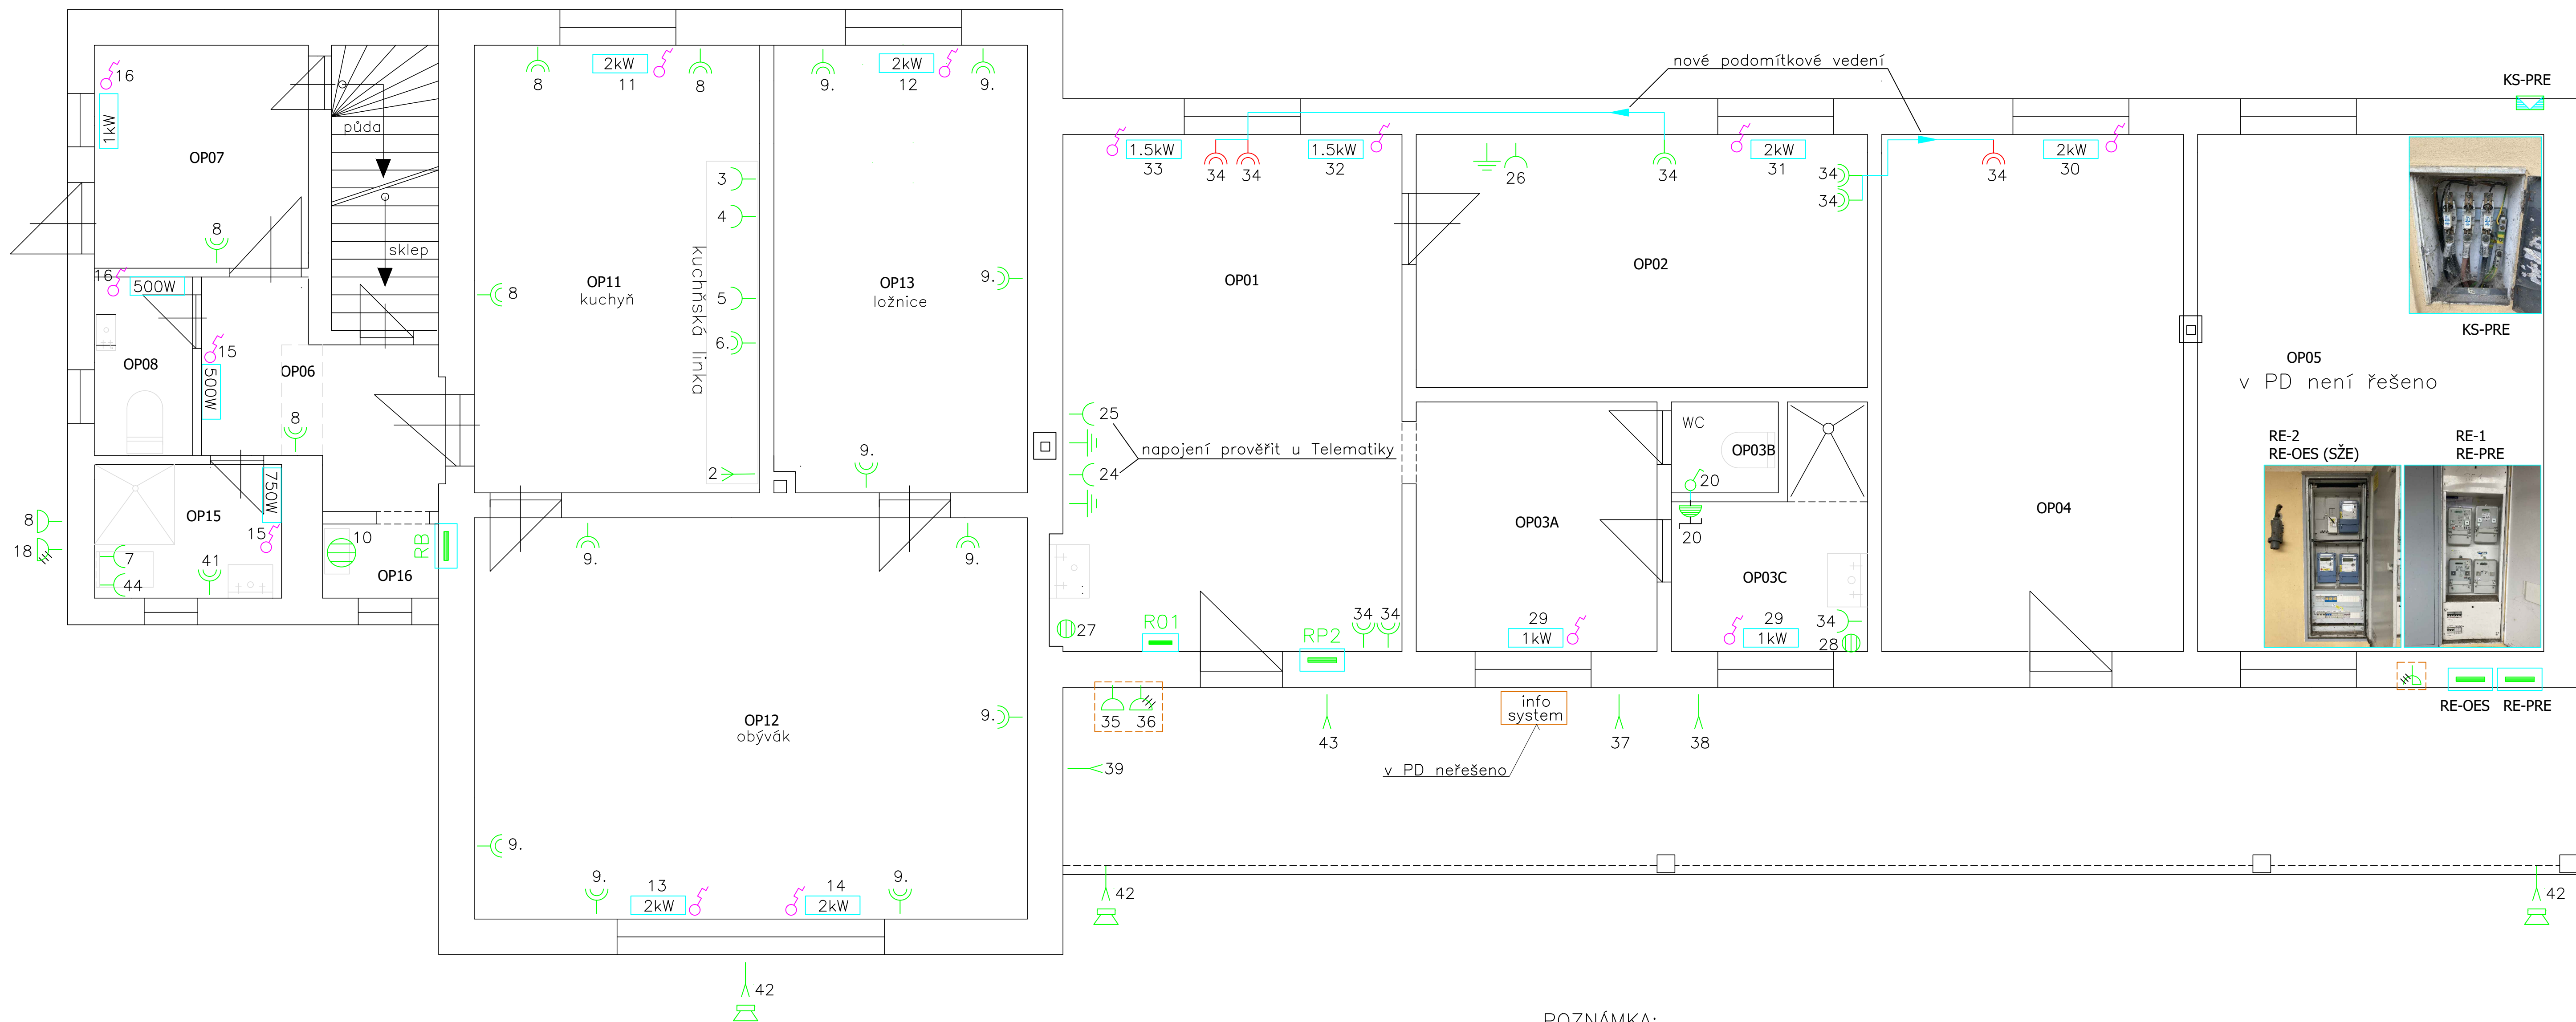 16
1kW
OP07
půda
sklep
8
16
500W
OP08
15
500W
OP06
8
750W
OP15
15
8
18
7
44
41
10
RB
OP16
8
2kW
11
8
9.
2kW
12
9.
3
4
5
6.
2
kuchňská linka
8
OP11
kuchyň
OP13
ložnice
9.
9.
9.
9.
OP12
obývák
9.
9.
9.
13
2kW
14
2kW
9.
42
nové podomítkové vedení
1.5kW
33
34
34
1.5kW
32
OP01
25
24
napojení prověřit u Telematiky
27
R01
RP2
34
34
26
34
2kW
31
34
34
OP02
WC
OP03B
20
20
OP03A
OP03C
29
1kW
29
1kW
34
28
34
2kW
30
OP04
KS-PRE
KS-PRE
OP05
v PD není řešeno
RE-2
RE-OES (SŽE)
RE-1
RE-PRE
RE-OES
RE-PRE
35
36
43
info
system
37
38
39
v PD neřešeno
42
42
POZNÁMKA: